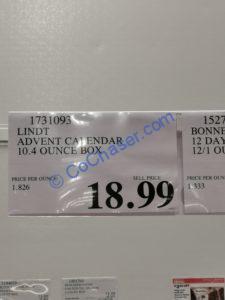 1731093
LINDT
ADVENT CALENDAR
10.4 OUNCE BOX
PRICE PER OUNCE
1.826
SELL PRICE
18.99
CoChaser.com
1527
BONNE
12 DAY
12/1 OU
PRICE PER OUNCE
1.333